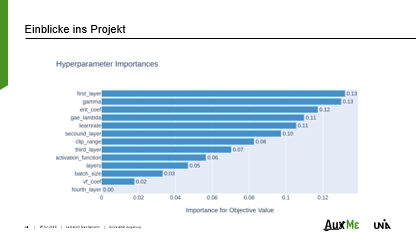 Einblicke ins Projekt
Hyperparameter Importances
first_layer 0.13
gamma 0.13
ent_coef 0.12
gae_lambda 0.11
learnrate 0.11
secound_layer 0.10
clip_range 0.08
third_layer 0.07
activation_function 0.06
layers 0.05
batch_size 0.03
vf_coef 0.02
fourth_layer 0.00
0 0.02 0.04 0.06 0.08 0.1 0.12
Importance for Objective Value
Universität Augsburg
AuxMe UNIA